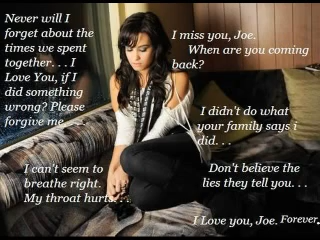 Never will I
forget about the
times we spent
together. . . I
Love You, if I
did something
wrong? Please
forgive me. . .
I miss you, Joe.
When are you coming
back?
I didn't do what
your family says i
did. . .
I can't seem to
breathe right.
My throat hurts. . .
Don't believe the
lies they tell you. . .
I Love you, Joe. Forever.